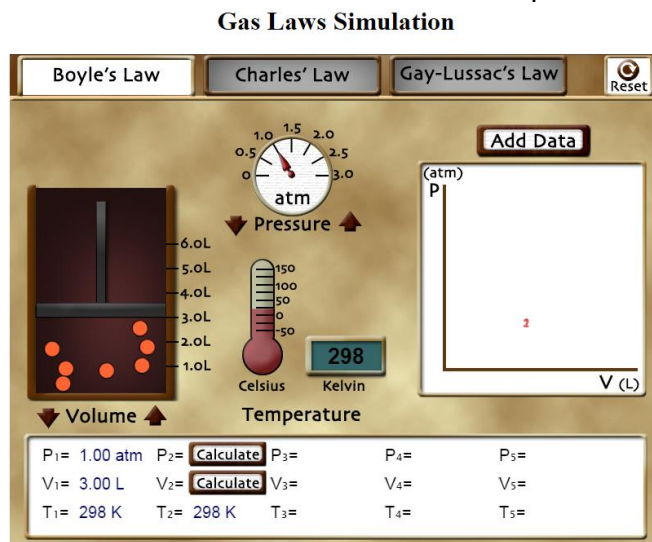 Gas Laws Simulation
Boyle's Law Charles' Law Gay-Lussac's Law Reset
1.0 1.5 2.0
0.5 2.5
0 3.0
atm
Pressure
Add Data
(atm)
P
6.0L
5.0L
4.0L
3.0L
2.0L
1.0L
150
100
50
0
-50
2
298
Celsius Kelvin
V (L)
Volume
Temperature
P1= 1.00 atm P2= Calculate P3= P4= P5=
V1= 3.00 L V2= Calculate V3= V4= V5=
T1= 298 K T2= 298 K T3= T4= T5=